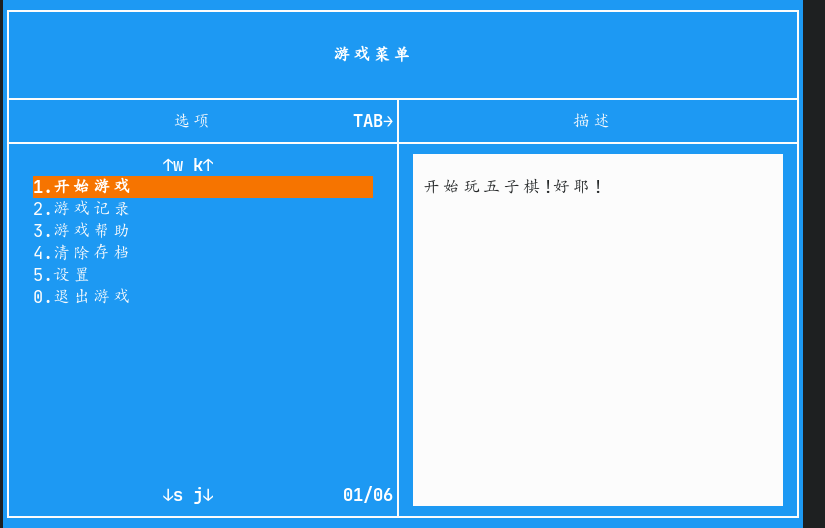 游戏菜单
选项 TAB→ 描述
↑w k↑
1.开始游戏
2.游戏记录
3.游戏帮助
4.清除存档
5.设置
0.退出游戏
↓s j↓ 01/06
开始玩五子棋!好耶!